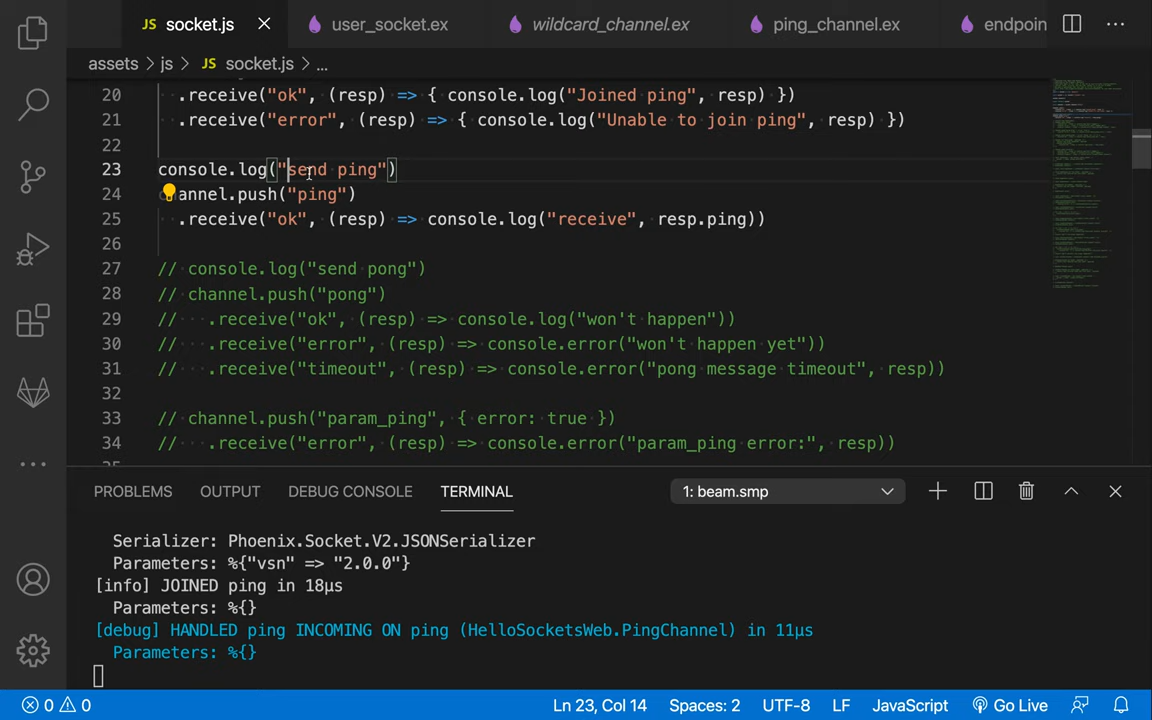 JS socket.js user_socket.ex wildcard_channel.ex ping_channel.ex endpoin
assets > js > JS socket.js > ...
20 .receive("ok", (resp) => { console.log("Joined ping", resp) })
21 .receive("error", (resp) => { console.log("Unable to join ping", resp) })
22
23 console.log("send ping")
24 annel.push("ping")
25 .receive("ok", (resp) => console.log("receive", resp.ping))
26
27 // console.log("send pong")
28 // channel.push("pong")
29 // .receive("ok", (resp) => console.log("won't happen"))
30 // .receive("error", (resp) => console.error("won't happen yet"))
31 // .receive("timeout", (resp) => console.error("pong message timeout", resp))
32
33 // channel.push("param_ping", { error: true })
34 // .receive("error", (resp) => console.error("param_ping error:", resp))
PROBLEMS OUTPUT DEBUG CONSOLE TERMINAL 1: beam.smp
Serializer: Phoenix.Socket.V2.JSONSerializer
Parameters: %{"vsn" => "2.0.0"}
[info] JOINED ping in 18µs
Parameters: %{}
[debug] HANDLED ping INCOMING ON ping (HelloSocketsWeb.PingChannel) in 11µs
Parameters: %{}
0 0 Ln 23, Col 14 Spaces: 2 UTF-8 LF JavaScript Go Live